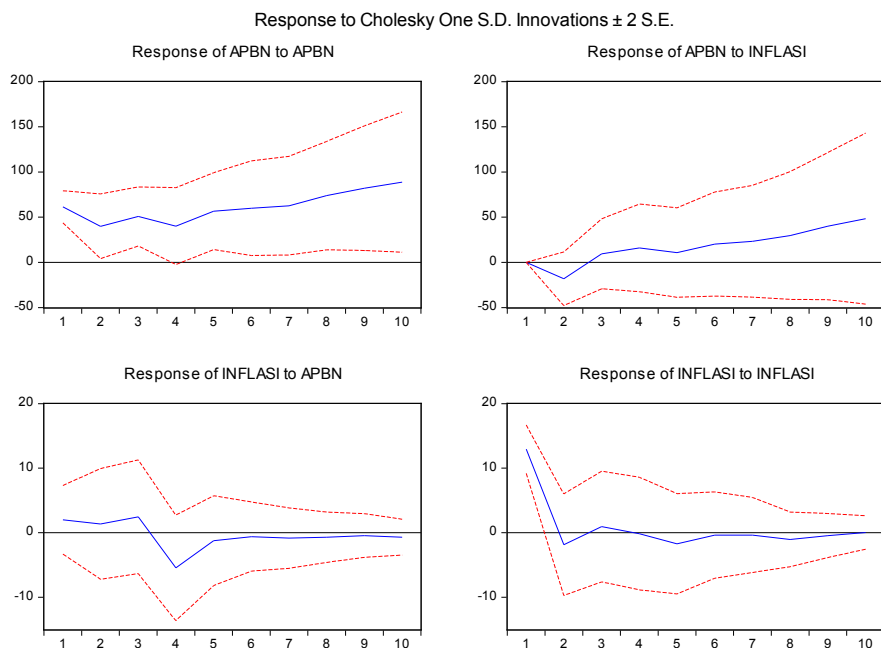 Response to Cholesky One S.D. Innovations ± 2 S.E.
Response of APBN to APBN
200
150
100
50
0
-50
1 2 3 4 5 6 7 8 9 10
Response of APBN to INFLASI
200
150
100
50
0
-50
1 2 3 4 5 6 7 8 9 10
Response of INFLASI to APBN
20
10
0
-10
1 2 3 4 5 6 7 8 9 10
Response of INFLASI to INFLASI
20
10
0
-10
1 2 3 4 5 6 7 8 9 10